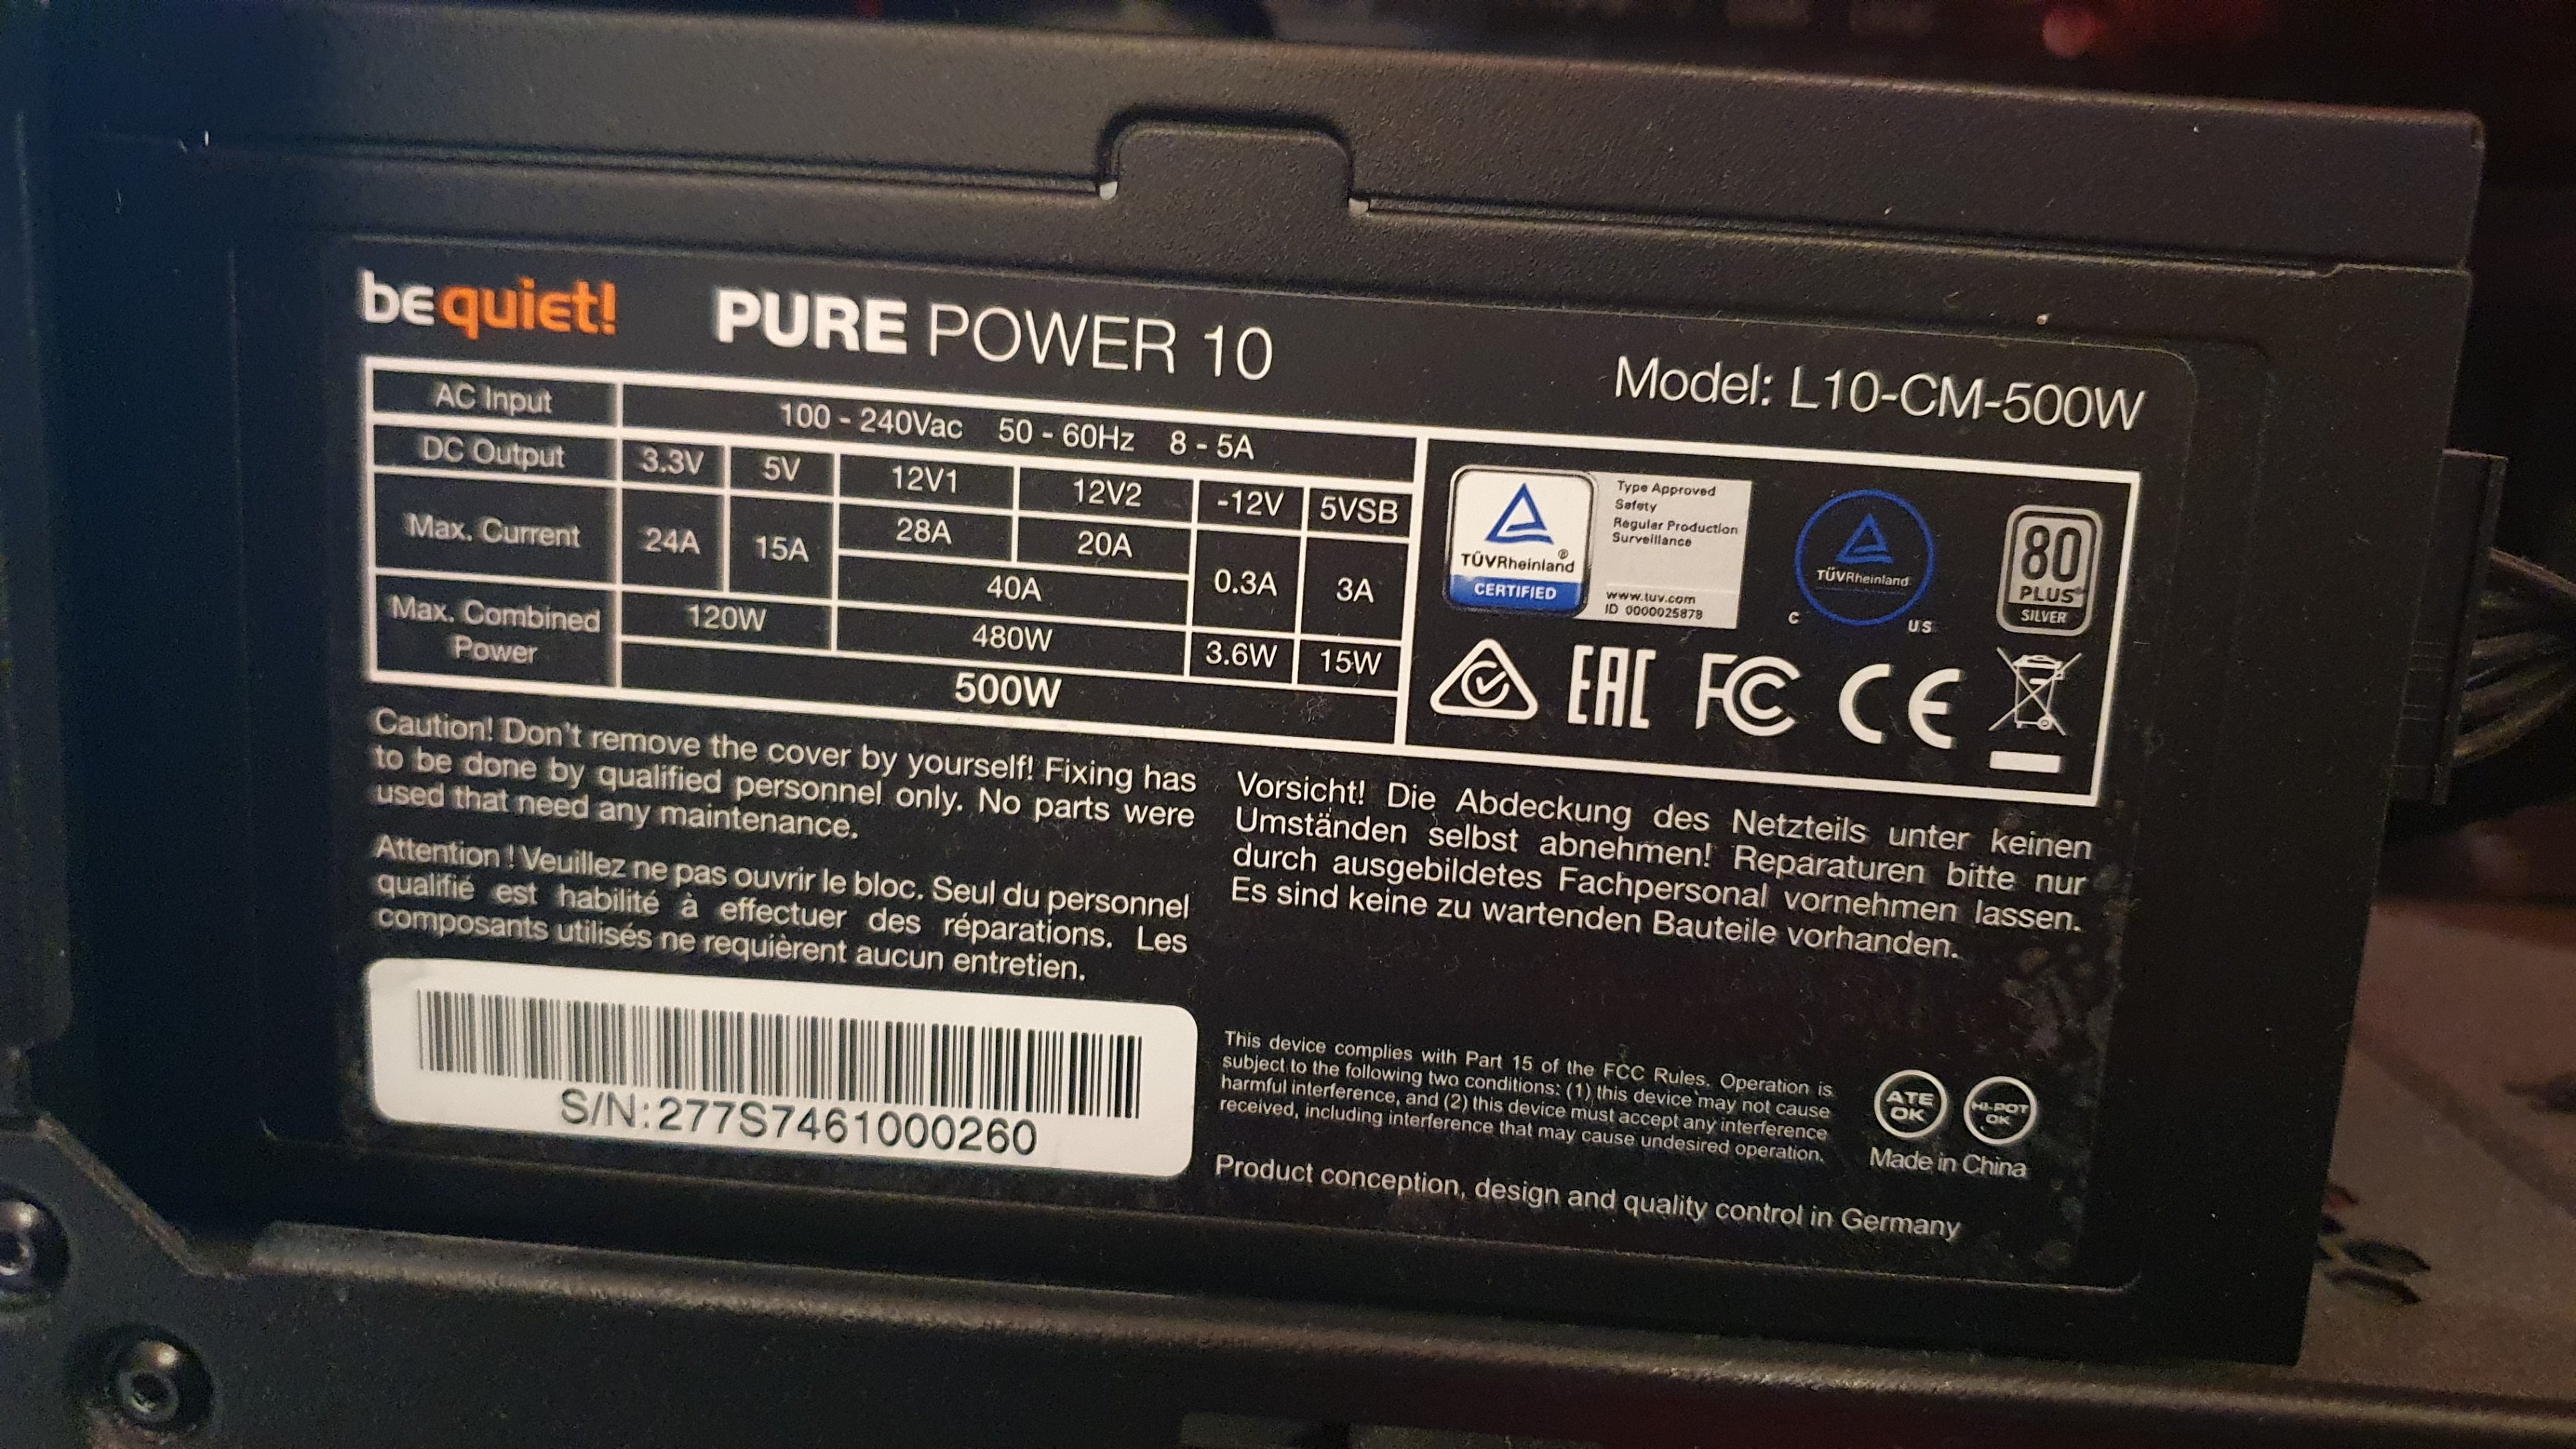 be quiet! PURE POWER 10
Model: L10-CM-500W
AC Input 100 - 240Vac 50 - 60Hz 8 - 5A
DC Output 3.3V 5V 12V1 12V2 -12V 5VSB
Max. Current 24A 15A 28A 20A 0.3A 3A
40A
Max. Combined Power 120W 480W 3.6W 15W
500W
TÜVRheinland®
CERTIFIED
Type Approved
Safety
Regular Production
Surveillance
www.tuv.com
ID 0000025878
TÜVRheinland
C US
80
PLUS®
SILVER
EAC FC CE
Caution! Don't remove the cover by yourself! Fixing has
to be done by qualified personnel only. No parts were
used that need any maintenance.
Attention ! Veuillez ne pas ouvrir le bloc. Seul du personnel
qualifié est habilité à effectuer des réparations. Les
composants utilisés ne requièrent aucun entretien.
Vorsicht! Die Abdeckung des Netzteils unter keinen
Umständen selbst abnehmen! Reparaturen bitte nur
durch ausgebildetes Fachpersonal vornehmen lassen.
Es sind keine zu wartenden Bauteile vorhanden.
S/N:277S7461000260
This device complies with Part 15 of the FCC Rules. Operation is
subject to the following two conditions: (1) this device may not cause
harmful interference, and (2) this device must accept any interference
received, including interference that may cause undesired operation.
ATE
OK
HI-POT
OK
Made in China
Product conception, design and quality control in Germany